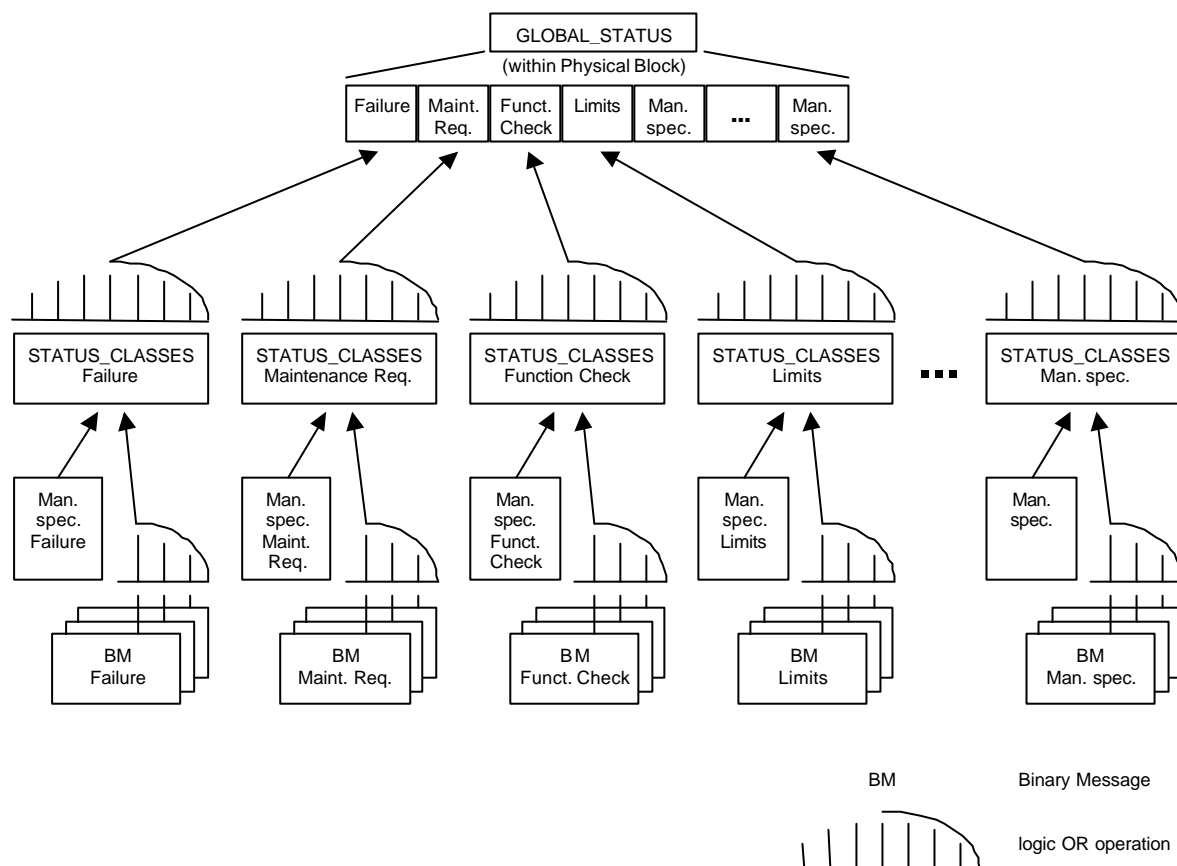 GLOBAL_STATUS
(within Physical Block)
Failure
Maint.
Req.
Funct.
Check
Limits
Man.
spec.
...
Man.
spec.
STATUS_CLASSES
Failure
STATUS_CLASSES
Maintenance Req.
STATUS_CLASSES
Function Check
STATUS_CLASSES
Limits
...
STATUS_CLASSES
Man. spec.
Man.
spec.
Failure
Man.
spec.
Maint.
Req.
Man.
spec.
Funct.
Check
Man.
spec.
Limits
Man.
spec.
BM
Failure
BM
Maint. Req.
BM
Funct. Check
BM
Limits
BM
Man. spec.
BM
Binary Message
logic OR operation